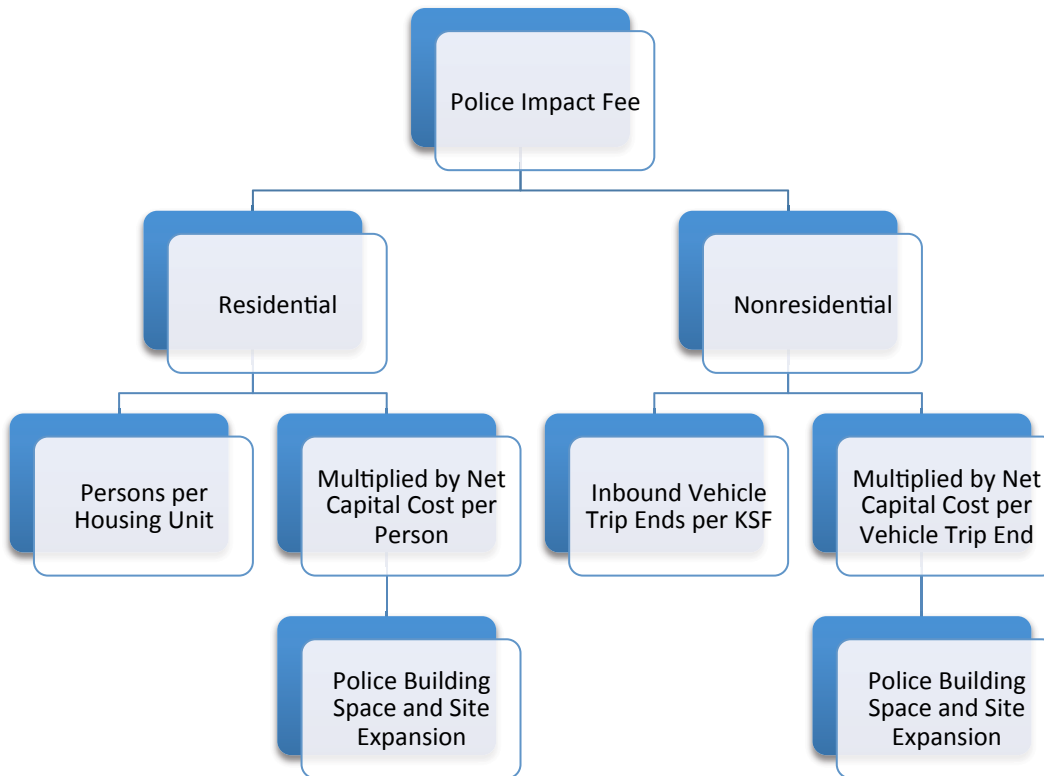 Police Impact Fee
Residential
Nonresidential
Persons per
Housing Unit
Multiplied by Net
Capital Cost per
Person
Inbound Vehicle
Trip Ends per KSF
Multiplied by Net
Capital Cost per
Vehicle Trip End
Police Building
Space and Site
Expansion
Police Building
Space and Site
Expansion